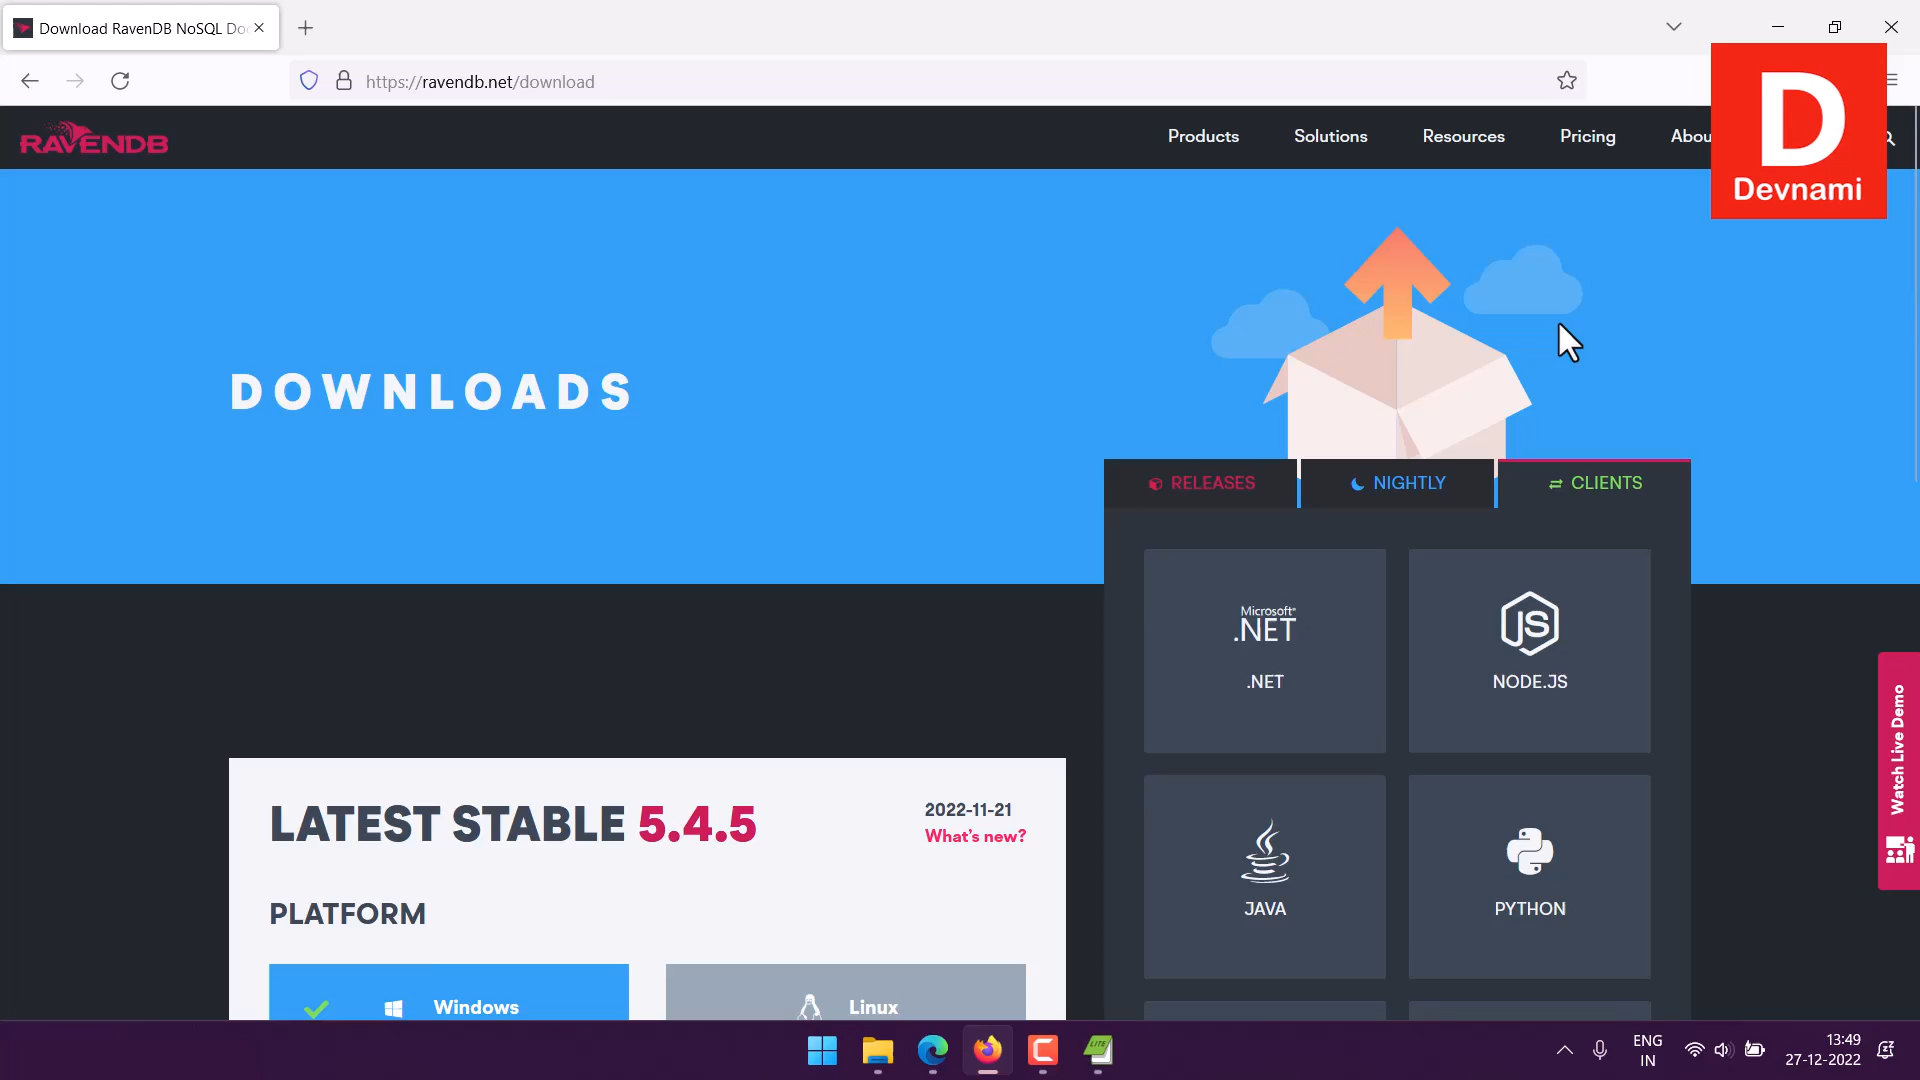 Download RavenDB NoSQL Do
https://ravendb.net/download
RAVENDB
Products
Solutions
Resources
Pricing
Abou
D
Devnami
DOWNLOADS
RELEASES
NIGHTLY
CLIENTS
Microsoft®
.NET
.NET
JS
NODE.JS
JAVA
PYTHON
Watch Live Demo
LATEST STABLE 5.4.5
2022-11-21
What's new?
PLATFORM
Windows
Linux
LITE
ENG
IN
13:49
27-12-2022